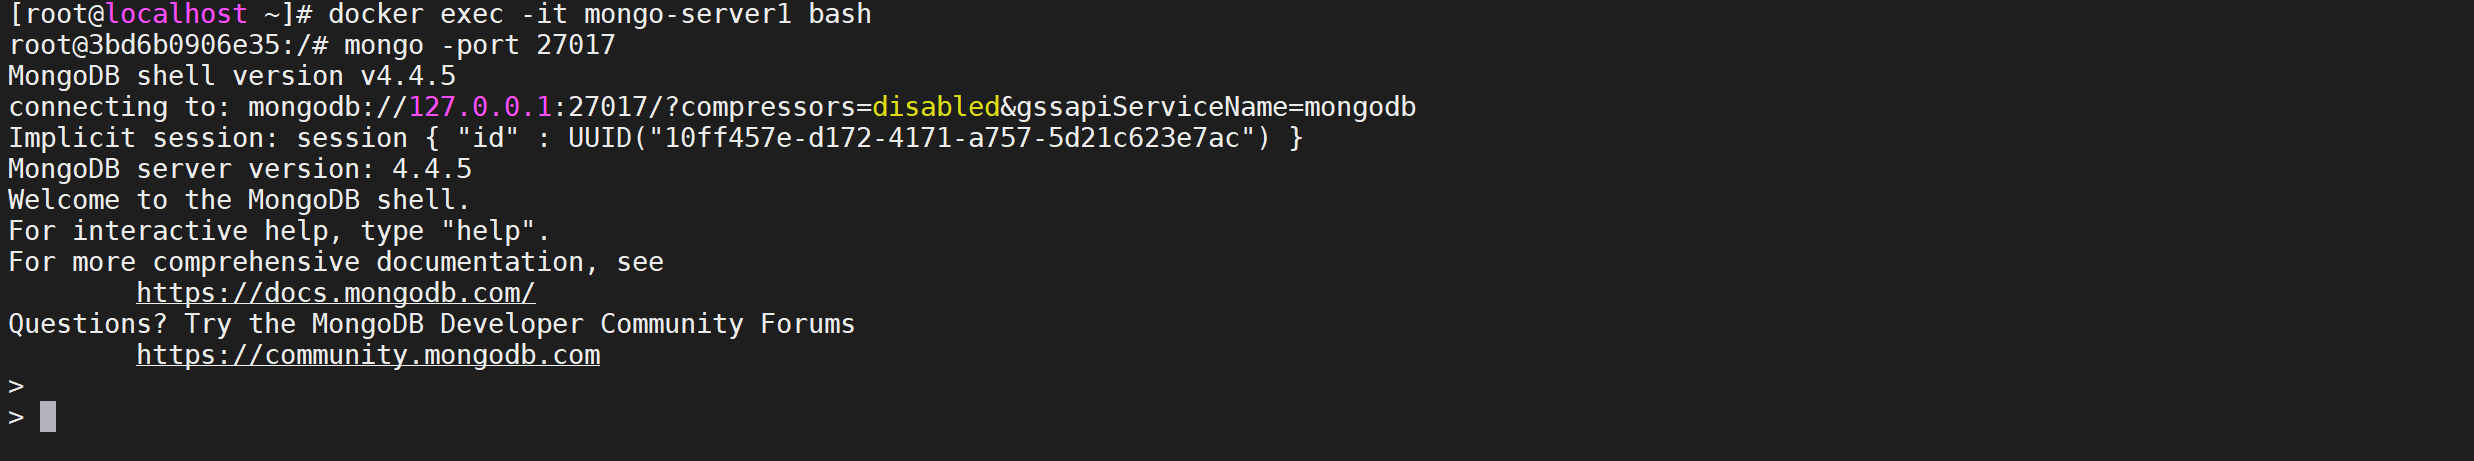 [root@localhost ~]# docker exec -it mongo-server1 bash
root@3bd6b0906e35:/# mongo -port 27017
MongoDB shell version v4.4.5
connecting to: mongodb://127.0.0.1:27017/?compressors=disabled&gssapiServiceName=mongodb
Implicit session: session { "id" : UUID("10ff457e-d172-4171-a757-5d21c623e7ac") }
MongoDB server version: 4.4.5
Welcome to the MongoDB shell.
For interactive help, type "help".
For more comprehensive documentation, see
https://docs.mongodb.com/
Questions? Try the MongoDB Developer Community Forums
https://community.mongodb.com
>
>